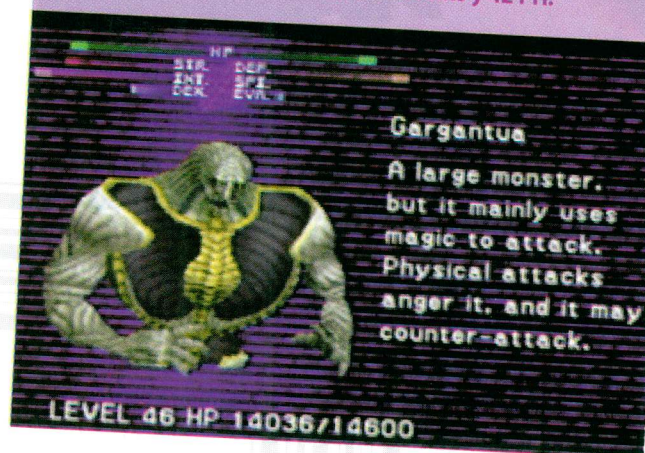 HP
STR. DEF.
INT. SPI.
DEX. EVA.
Gargantua
A large monster,
but it mainly uses
magic to attack.
Physical attacks
anger it, and it may
counter-attack.
LEVEL 46 HP 14036/14600